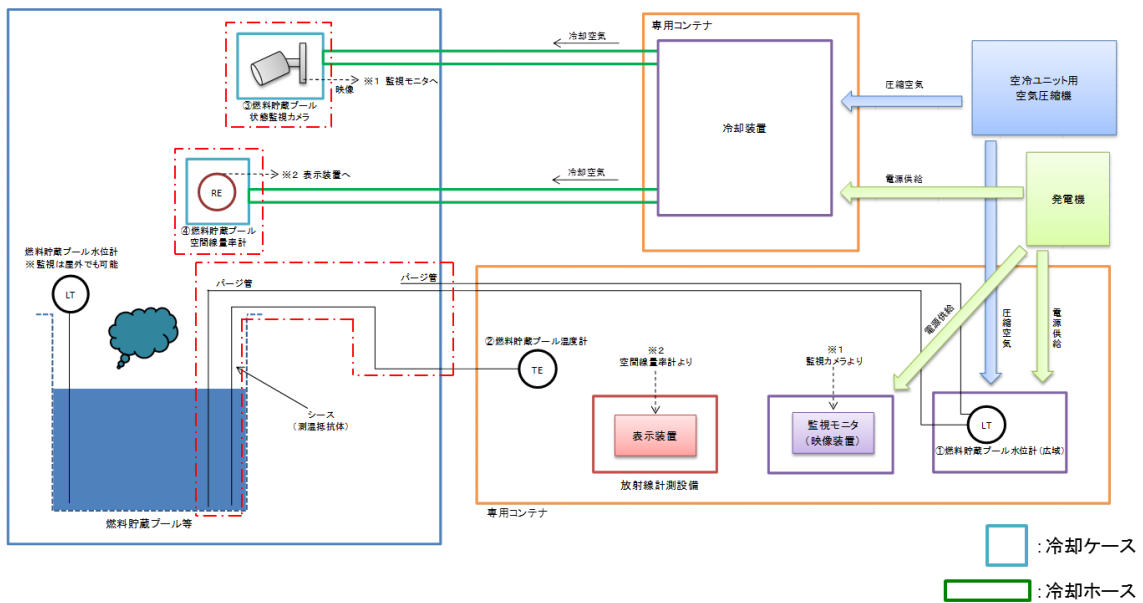 専用コンテナ
冷却空気
※1 監視モニタへ
映像
③燃料貯蔵プール
状態監視カメラ
冷却装置
圧縮空気
空冷ユニット用
空気圧縮機
冷却空気
RE
※2 表示装置へ
④燃料貯蔵プール
空間線量率計
電源供給
発電機
燃料貯蔵プール水位計
※監視は屋外でも可能
LT
パージ管
パージ管
②燃料貯蔵プール温度計
TE
シース
(測温抵抗体)
燃料貯蔵プール等
※2
空間線量率計より
表示装置
放射線計測設備
※1
監視カメラより
監視モニタ
(映像装置)
電源供給
圧縮空気
電源供給
LT
①燃料貯蔵プール水位計(広域)
専用コンテナ
:冷却ケース
:冷却ホース